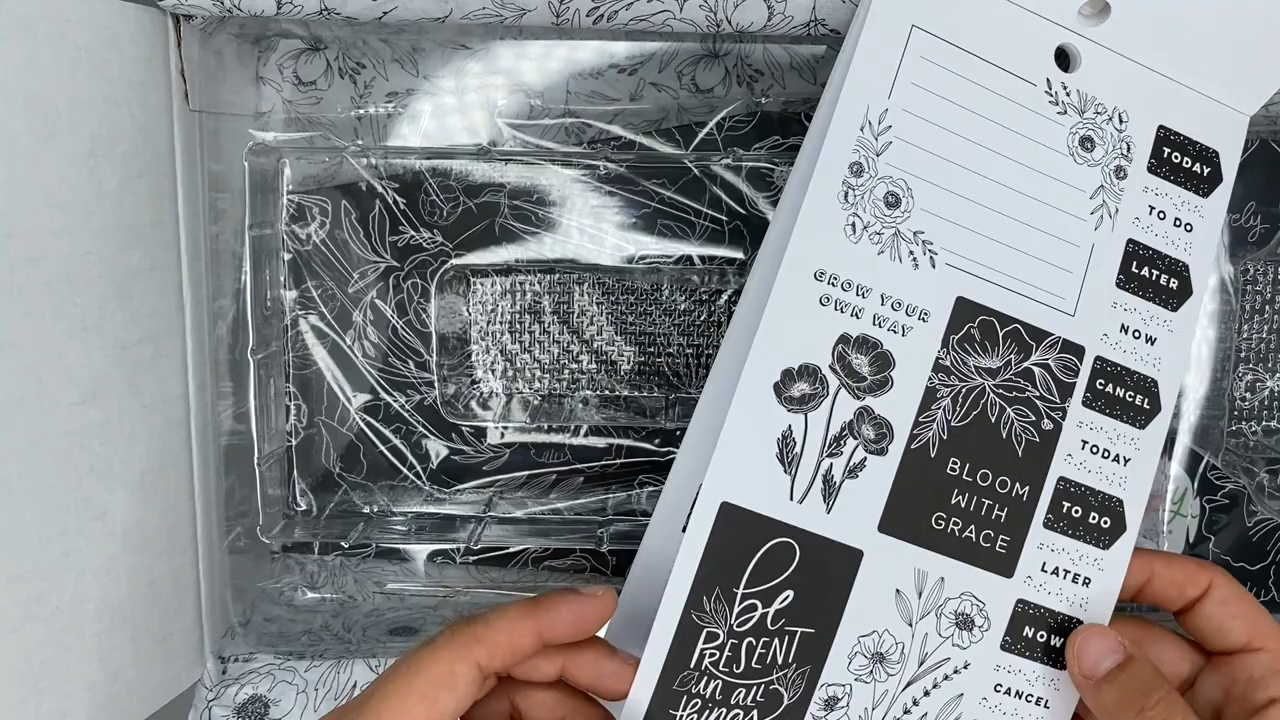 TODAY
TO DO
LATER
NOW
CANCEL
TODAY
TO DO
LATER
NOW
CANCEL
GROW YOUR
OWN WAY
BLOOM
WITH
GRACE
be
PRESENT
in all
things